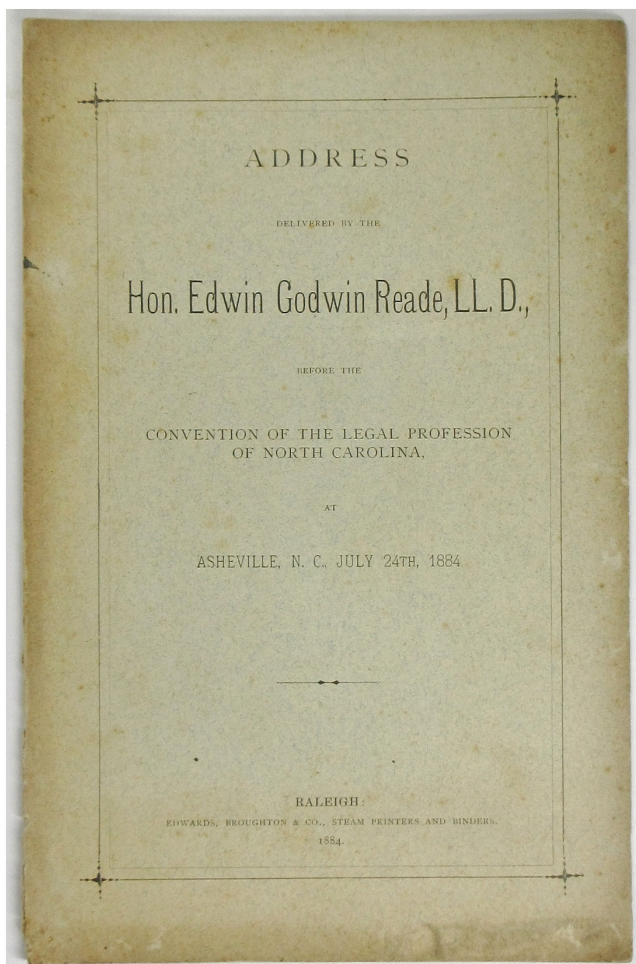 ADDRESS
DELIVERED BY THE
Hon. Edwin Godwin Reade, LL. D.,
BEFORE THE
CONVENTION OF THE LEGAL PROFESSION
OF NORTH CAROLINA,
AT
ASHEVILLE, N. C., JULY 24TH, 1884
RALEIGH:
EDWARDS, BROUGHTON & CO., STEAM PRINTERS AND BINDERS.
1884.